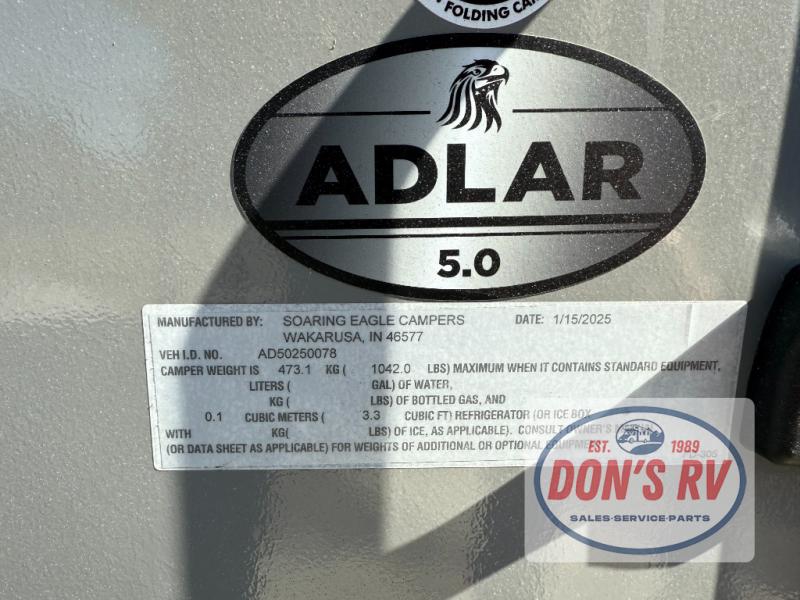 FOLDING
ADLAR
5.0
MANUFACTURED BY: SOARING EAGLE CAMPERS DATE: 1/15/2025
WAKARUSA, IN 46577
VEH I.D. NO. AD50250078
CAMPER WEIGHT IS 473.1 KG ( 1042.0 LBS) MAXIMUM WHEN IT CONTAINS STANDARD EQUIPMENT,
LITERS ( GAL) OF WATER,
KG ( LBS) OF BOTTLED GAS, AND
0.1 CUBIC METERS ( 3.3 CUBIC FT) REFRIGERATOR (OR ICE BOX
WITH KG( LBS) OF ICE, AS APPLICABLE). CONSULT OWNER'S
(OR DATA SHEET AS APPLICABLE) FOR WEIGHTS OF ADDITIONAL OR OPTIONAL EQUIPMENT
EST. 1989
DON'S RV
SALES-SERVICE-PARTS